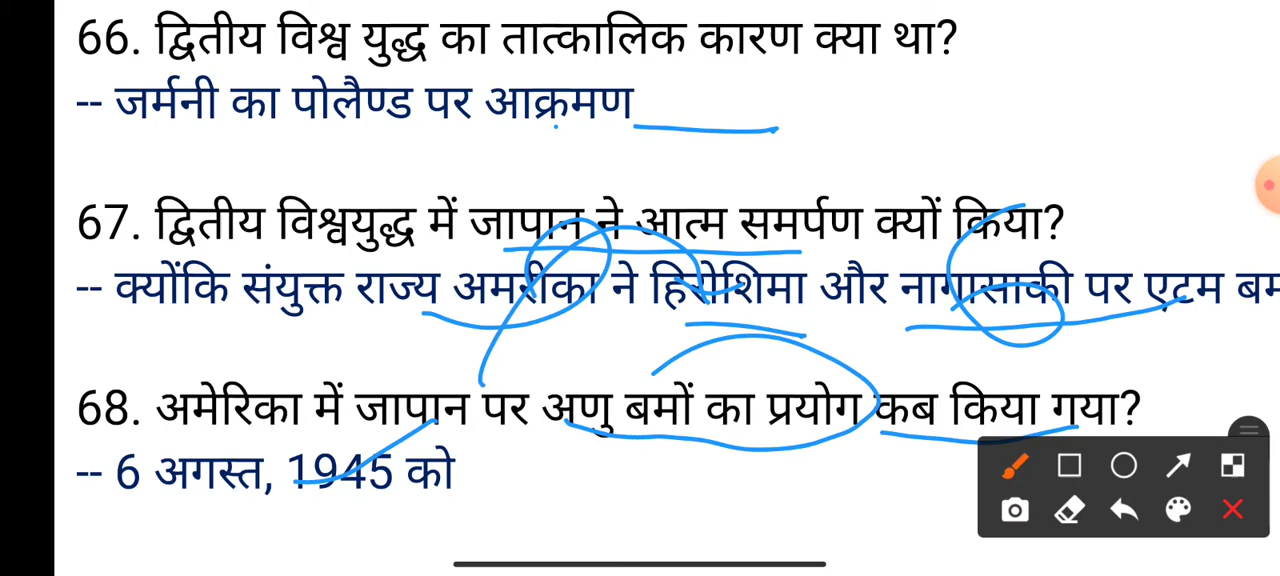 66. द्वितीय विश्व युद्ध का तात्कालिक कारण क्या था?
-- जर्मनी का पोलैण्ड पर आक्रमण
67. द्वितीय विश्वयुद्ध में जापान ने आत्म समर्पण क्यों किया?
-- क्योंकि संयुक्त राज्य अमरीका ने हिरोशिमा और नागासाकी पर एटम बम
68. अमेरिका में जापान पर अणु बमों का प्रयोग कब किया गया?
-- 6 अगस्त, 1945 को